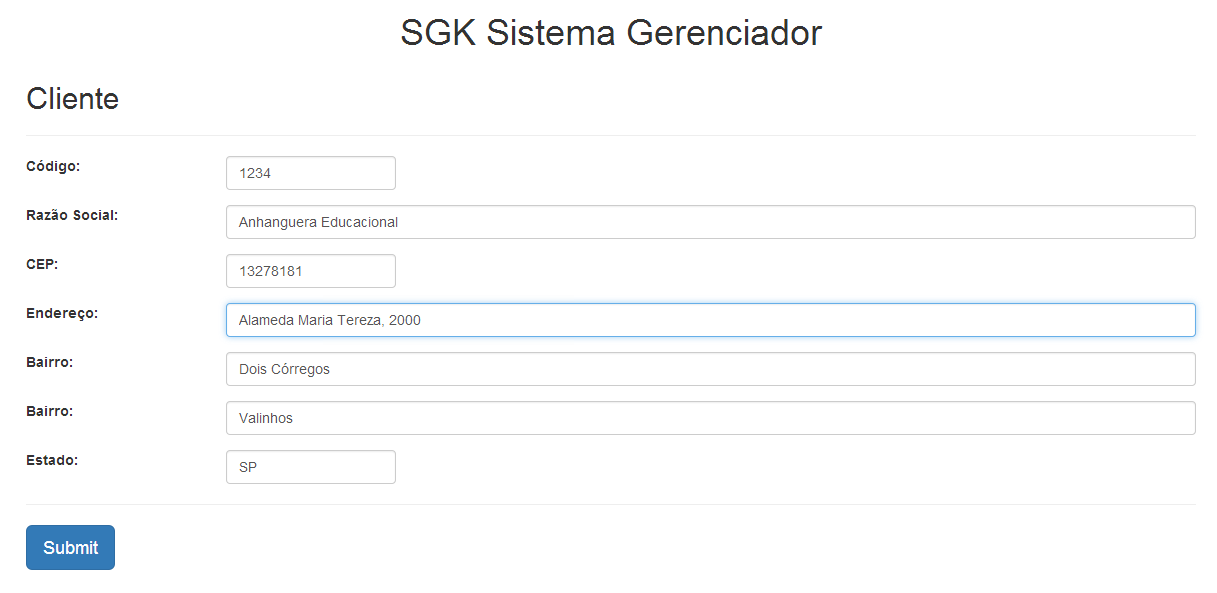 SGK Sistema Gerenciador
Cliente
Código: 1234
Razão Social: Anhanguera Educacional
CEP: 13278181
Endereço: Alameda Maria Tereza, 2000
Bairro: Dois Córregos
Bairro: Valinhos
Estado: SP
Submit